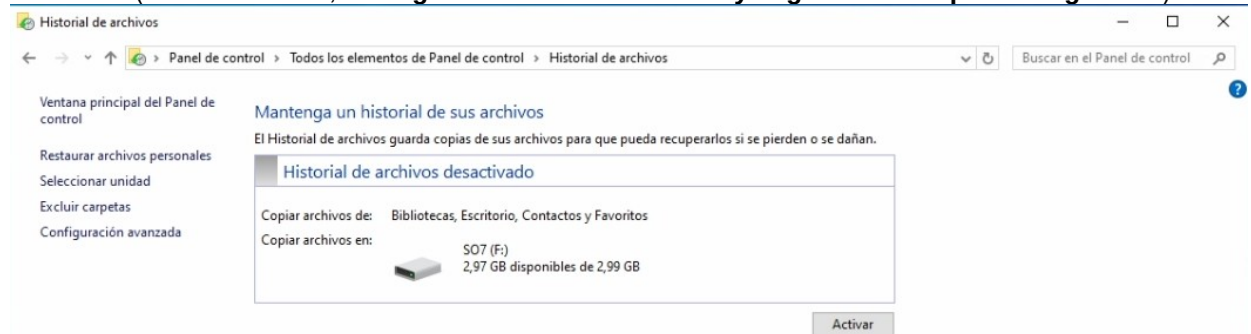 Historial de archivos
Panel de control > Todos los elementos de Panel de control > Historial de archivos
Buscar en el Panel de control
Ventana principal del Panel de
control
Restaurar archivos personales
Seleccionar unidad
Excluir carpetas
Configuración avanzada
Mantenga un historial de sus archivos
El Historial de archivos guarda copias de sus archivos para que pueda recuperarlos si se pierden o se dañan.
Historial de archivos desactivado
Copiar archivos de: Bibliotecas, Escritorio, Contactos y Favoritos
Copiar archivos en:
SO7 (F:)
2,97 GB disponibles de 2,99 GB
Activar